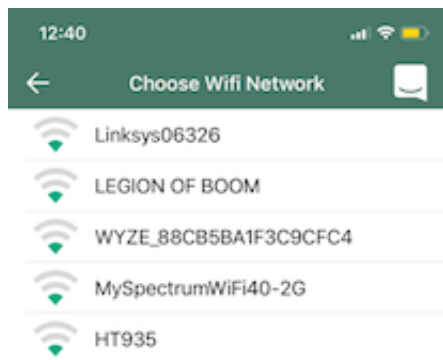 12:40
Choose Wifi Network
Linksys06326
LEGION OF BOOM
WYZE_88CB5BA1F3C9CFC4
MySpectrumWiFi40-2G
HT935